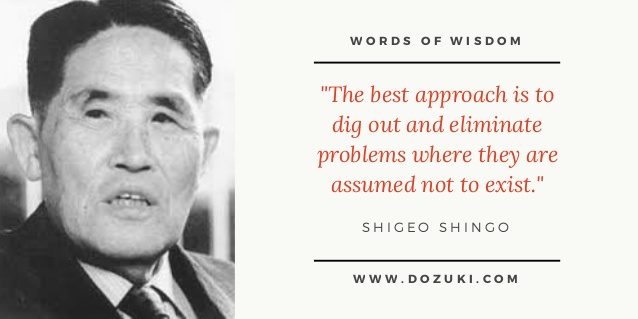 WORDS OF WISDOM
"The best approach is to
dig out and eliminate
problems where they are
assumed not to exist."
SHIGEO SHINGO
WWW.DOZUKI.COM